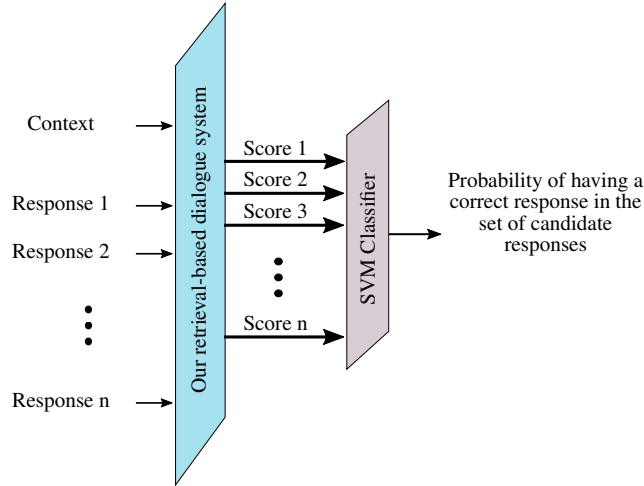 Context
Response 1
Response 2
Response n
Our retrieval-based dialogue system
Score 1
Score 2
Score 3
Score n
SVM Classifier
Probability of having a
correct response in the
set of candidate
responses